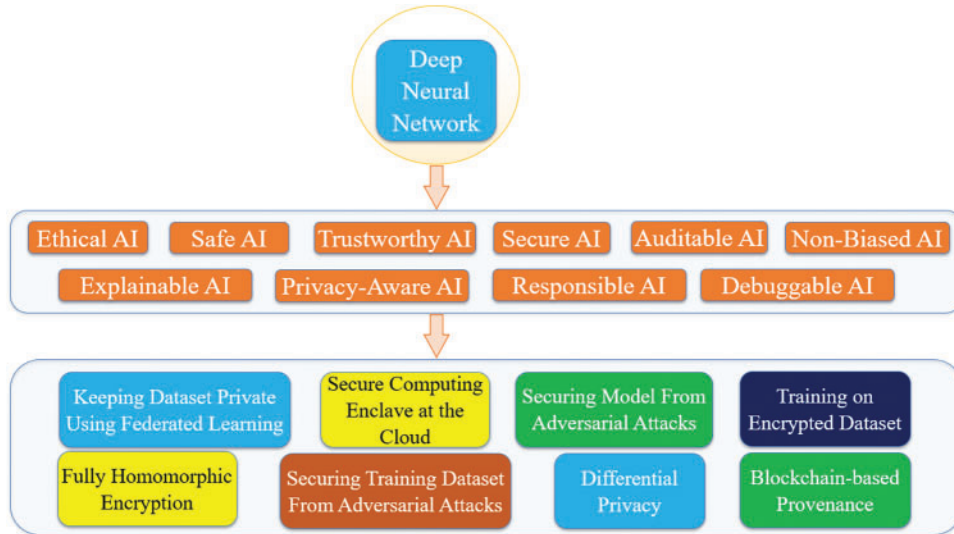 Deep
Neural
Network
Ethical AI
Safe AI
Trustworthy AI
Secure AI
Auditable AI
Non-Biased AI
Explainable AI
Privacy-Aware AI
Responsible AI
Debuggable AI
Keeping Dataset Private
Using Federated Learning
Secure Computing
Enclave at the
Cloud
Securing Model From
Adversarial Attacks
Training on
Encrypted Dataset
Fully Homomorphic
Encryption
Securing Training Dataset
From Adversarial Attacks
Differential
Privacy
Blockchain-based
Provenance